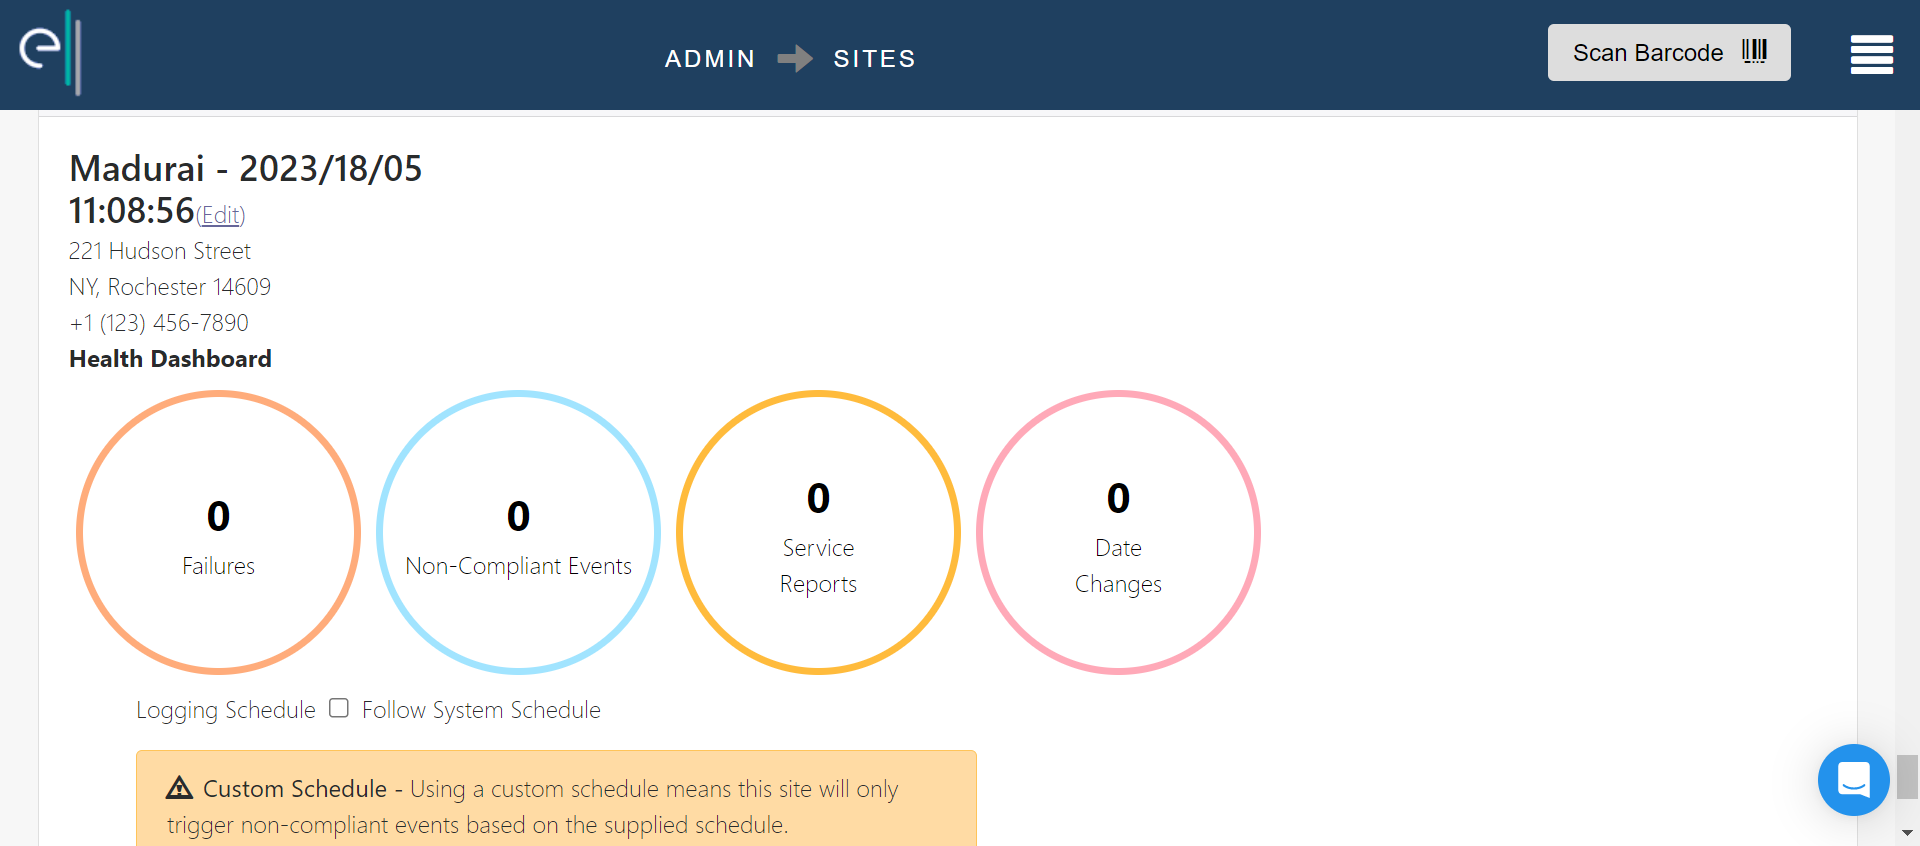 ell
ADMIN SITES
Scan Barcode
Madurai - 2023/18/05
11:08:56(Edit)
221 Hudson Street
NY, Rochester 14609
+1 (123) 456-7890
Health Dashboard
0
Failures
0
Non-Compliant Events
0
Service
Reports
0
Date
Changes
Logging Schedule Follow System Schedule
Custom Schedule - Using a custom schedule means this site will only
trigger non-compliant events based on the supplied schedule.